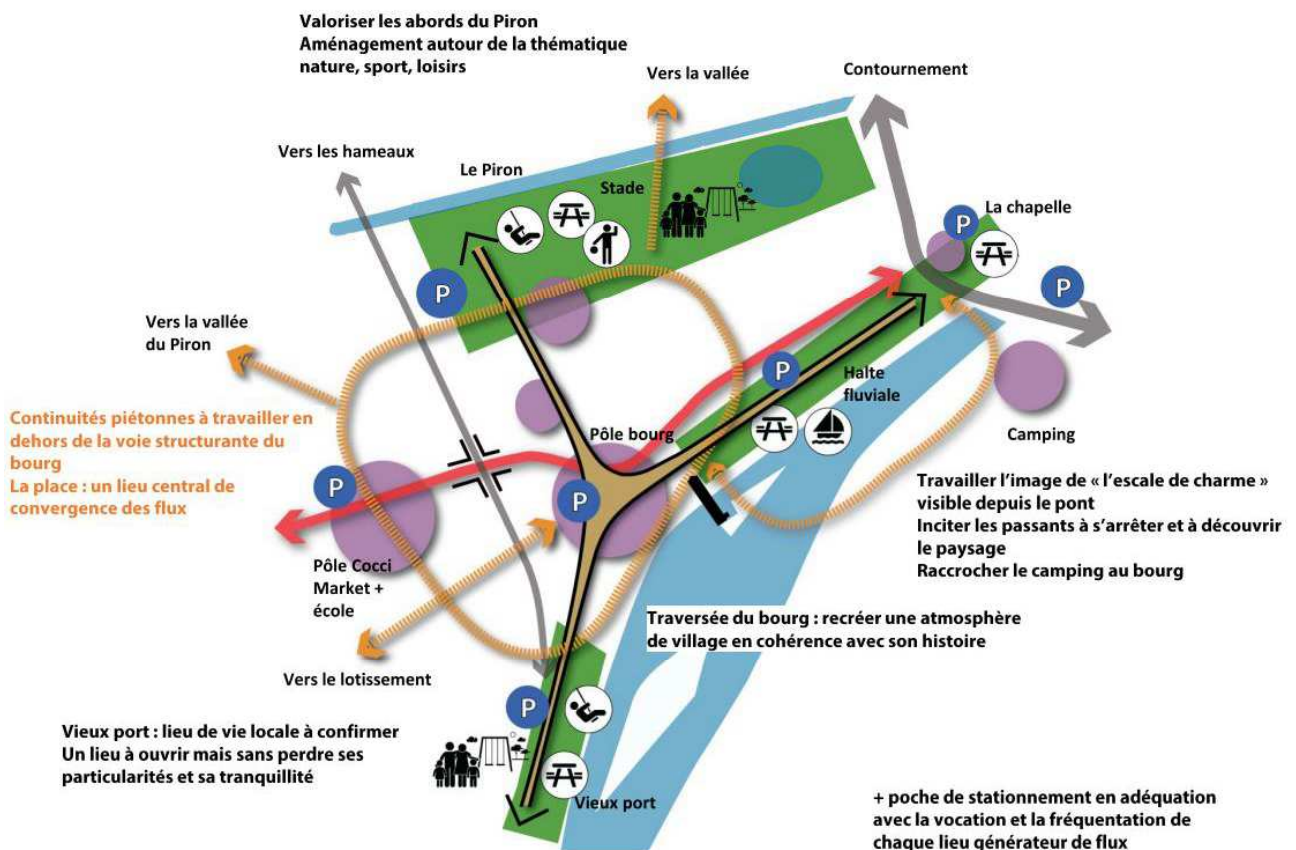 Valoriser les abords du Piron
Aménagement autour de la thématique
nature, sport, loisirs
Vers la vallée
Contournement
Vers les hameaux
Le Piron
Stade
La chapelle
P
P
P
Vers la vallée
du Piron
Continuités piétonnes à travailler en
dehors de la voie structurante du
bourg
La place : un lieu central de
convergence des flux
P
Halte
fluviale
Pôle bourg
Camping
P
P
Pôle Cocci
Market +
école
Travailler l'image de « l'escale de charme »
visible depuis le pont
Inciter les passants à s'arrêter et à découvrir
le paysage
Raccrocher le camping au bourg
Traversée du bourg : recréer une atmosphère
de village en cohérence avec son histoire
Vers le lotissement
P
Vieux port : lieu de vie locale à confirmer
Un lieu à ouvrir mais sans perdre ses
particularités et sa tranquillité
Vieux port
+ poche de stationnement en adéquation
avec la vocation et la fréquentation de
chaque lieu générateur de flux